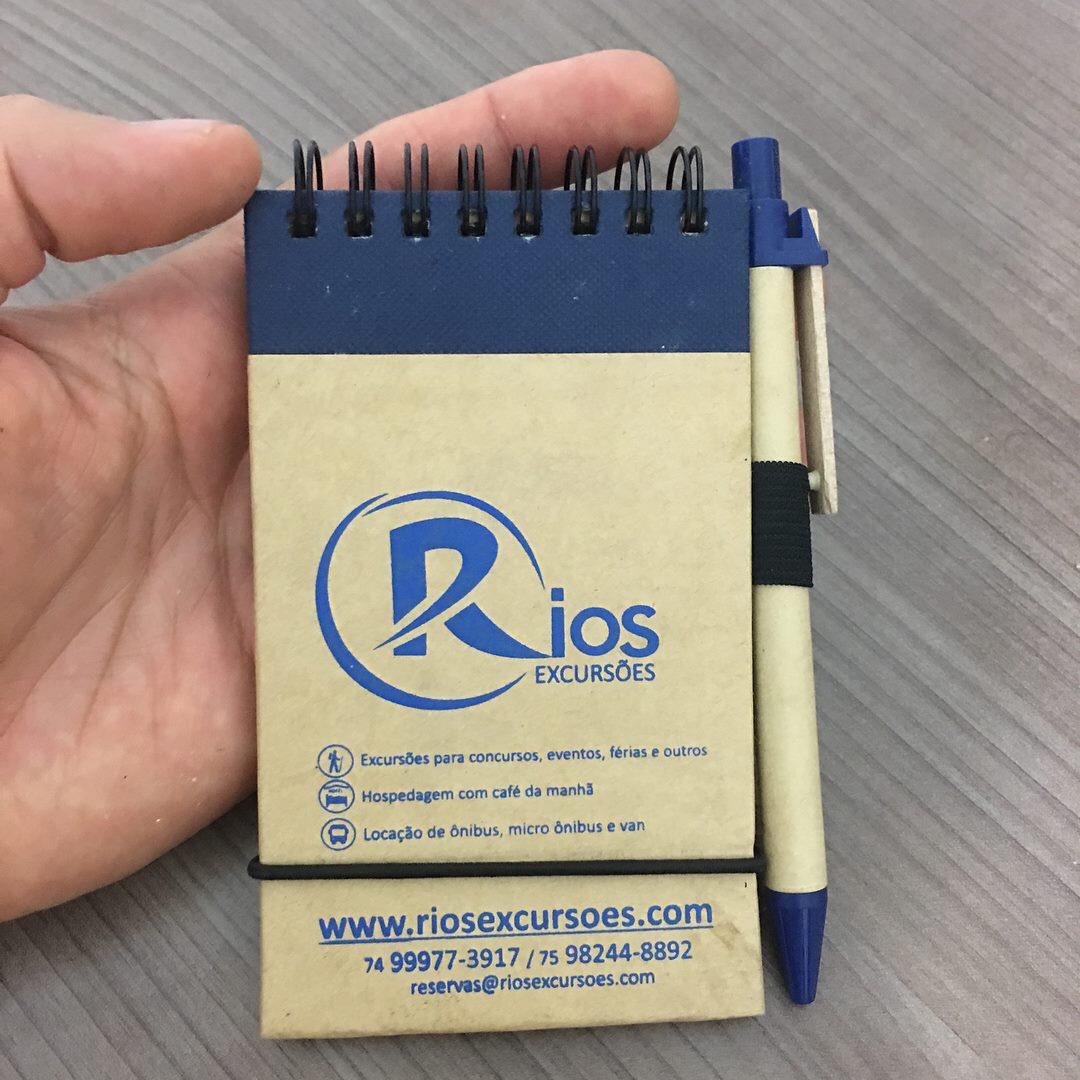 Rios
EXCURSÕES
Excursões para concursos, eventos, férias e outros
Hospedagem com café da manhã
Locação de ônibus, micro ônibus e van
www.riosexcursoes.com
74 99977-3917 / 75 98244-8892
reservas@riosexcursoes.com